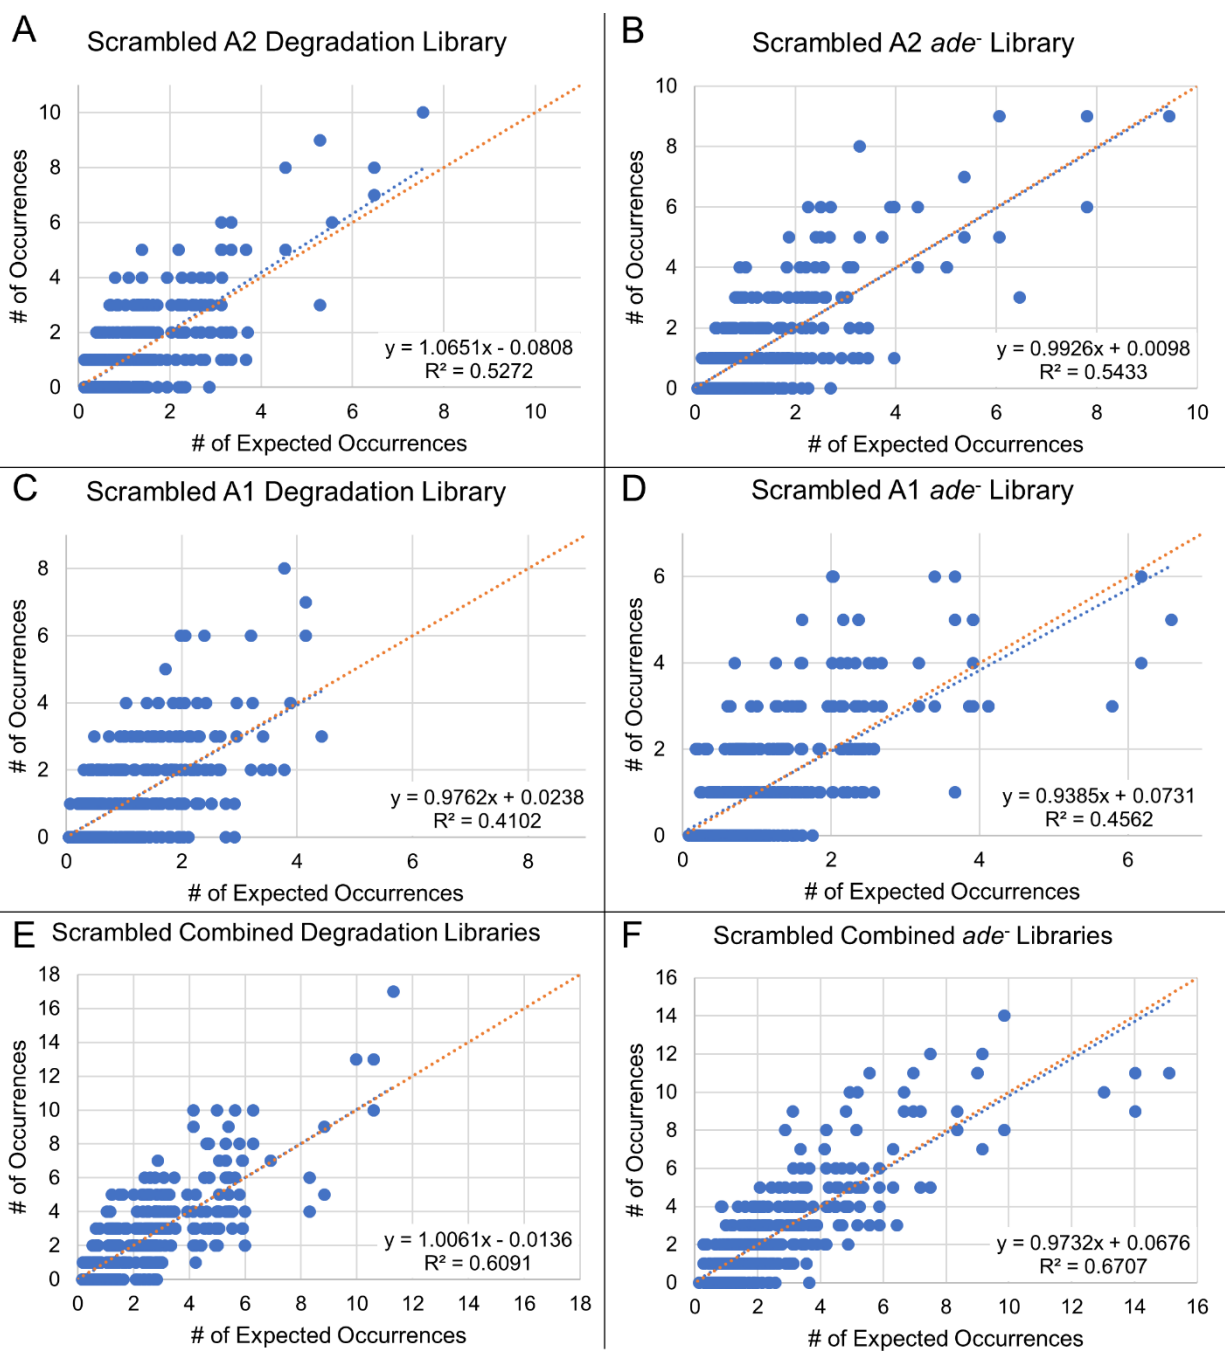 A
Scrambled A2 Degradation Library
# of Occurrences
10
8
6
4
2
0
y = 1.0651x - 0.0808
R² = 0.5272
0 2 4 6 8 10
# of Expected Occurrences
B
Scrambled A2 ade⁻ Library
# of Occurrences
10
8
6
4
2
0
y = 0.9926x + 0.0098
R² = 0.5433
0 2 4 6 8 10
# of Expected Occurrences
C
Scrambled A1 Degradation Library
# of Occurrences
8
6
4
2
0
y = 0.9762x + 0.0238
R² = 0.4102
0 2 4 6 8
# of Expected Occurrences
D
Scrambled A1 ade⁻ Library
# of Occurrences
6
4
2
0
y = 0.9385x + 0.0731
R² = 0.4562
0 2 4 6
# of Expected Occurrences
E
Scrambled Combined Degradation Libraries
# of Occurrences
18
16
14
12
10
8
6
4
2
0
y = 1.0061x - 0.0136
R² = 0.6091
0 2 4 6 8 10 12 14 16 18
# of Expected Occurrences
F
Scrambled Combined ade⁻ Libraries
# of Occurrences
16
14
12
10
8
6
4
2
0
y = 0.9732x + 0.0676
R² = 0.6707
0 2 4 6 8 10 12 14 16
# of Expected Occurrences